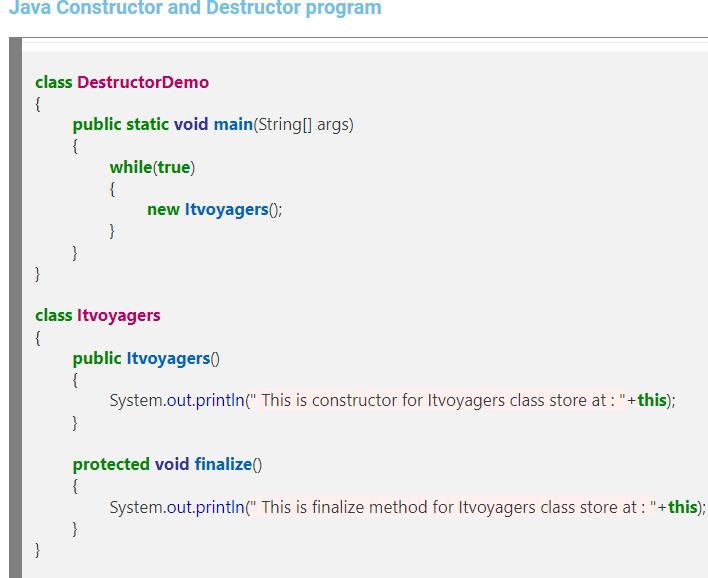 Java Constructor and Destructor program
class DestructorDemo
{
public static void main(String[] args)
{
while(true)
{
new Itvoyagers();
}
}
}
class Itvoyagers
{
public Itvoyagers()
{
System.out.println(" This is constructor for Itvoyagers class store at : "+this);
}
protected void finalize()
{
System.out.println(" This is finalize method for Itvoyagers class store at : "+this);
}
}